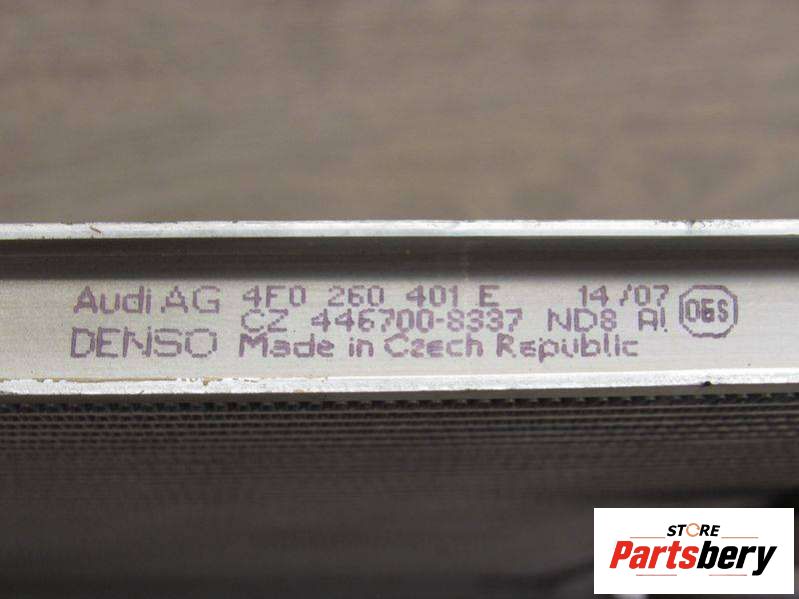 Audi AG 4F0 260 401 E 14/07
CZ 446700-8337 ND8 Al
DENSO Made in Czech Republic
STORE
Partsbery